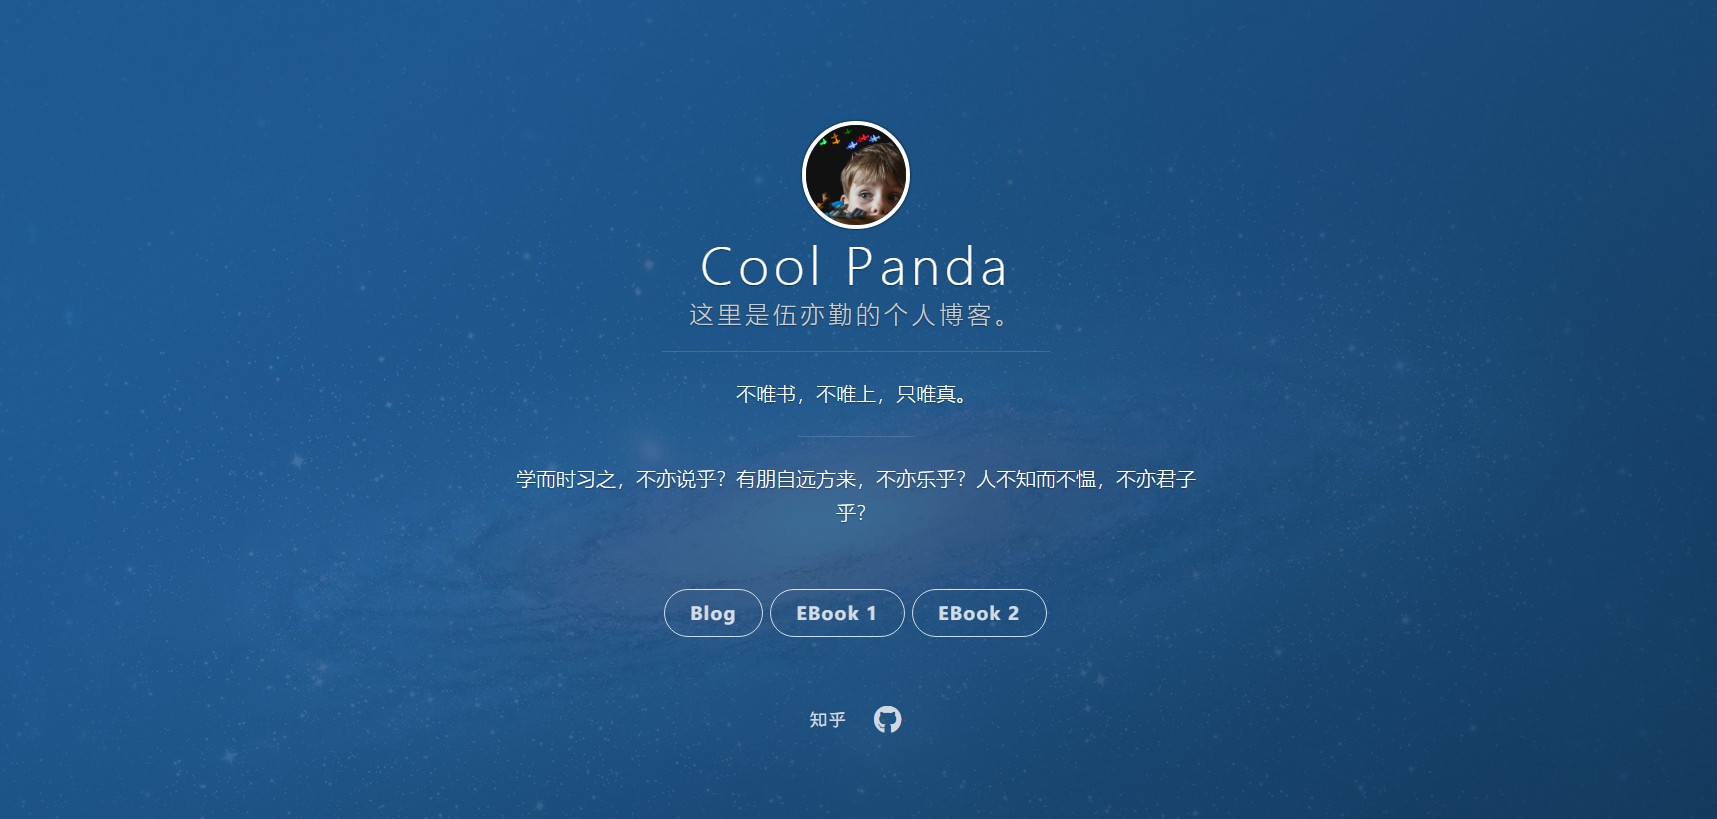 Cool Panda
这里是伍亦勤的个人博客。
不唯书，不唯上，只唯真。
学而时习之，不亦说乎？有朋自远方来，不亦乐乎？人不知而不愠，不亦君子
乎？
Blog EBook 1 EBook 2
知乎